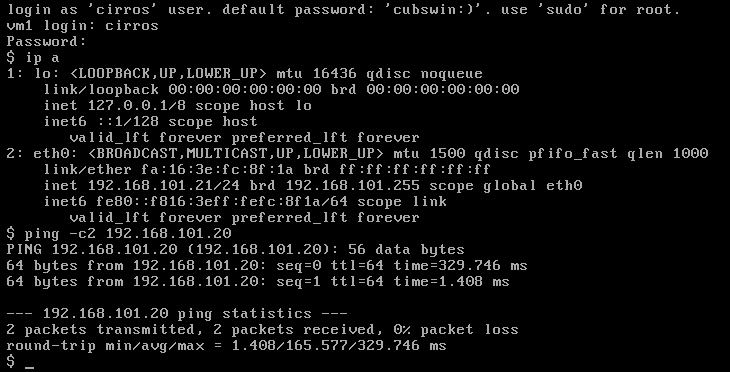 login as 'cirros' user. default password: 'cubswin:)'. use 'sudo' for root.
vm1 login: cirros
Password:
$ ip a
1: lo: <LOOPBACK,UP,LOWER_UP> mtu 16436 qdisc noqueue
    link/loopback 00:00:00:00:00:00 brd 00:00:00:00:00:00
    inet 127.0.0.1/8 scope host lo
    inet6 ::1/128 scope host
       valid_lft forever preferred_lft forever
2: eth0: <BROADCAST,MULTICAST,UP,LOWER_UP> mtu 1500 qdisc pfifo_fast qlen 1000
    link/ether fa:16:3e:fc:8f:1a brd ff:ff:ff:ff:ff:ff
    inet 192.168.101.21/24 brd 192.168.101.255 scope global eth0
    inet6 fe80::f816:3eff:fefc:8f1a/64 scope link
       valid_lft forever preferred_lft forever
$ ping -c2 192.168.101.20
PING 192.168.101.20 (192.168.101.20): 56 data bytes
64 bytes from 192.168.101.20: seq=0 ttl=64 time=329.746 ms
64 bytes from 192.168.101.20: seq=1 ttl=64 time=1.408 ms

--- 192.168.101.20 ping statistics ---
2 packets transmitted, 2 packets received, 0% packet loss
round-trip min/avg/max = 1.408/165.577/329.746 ms
$ _